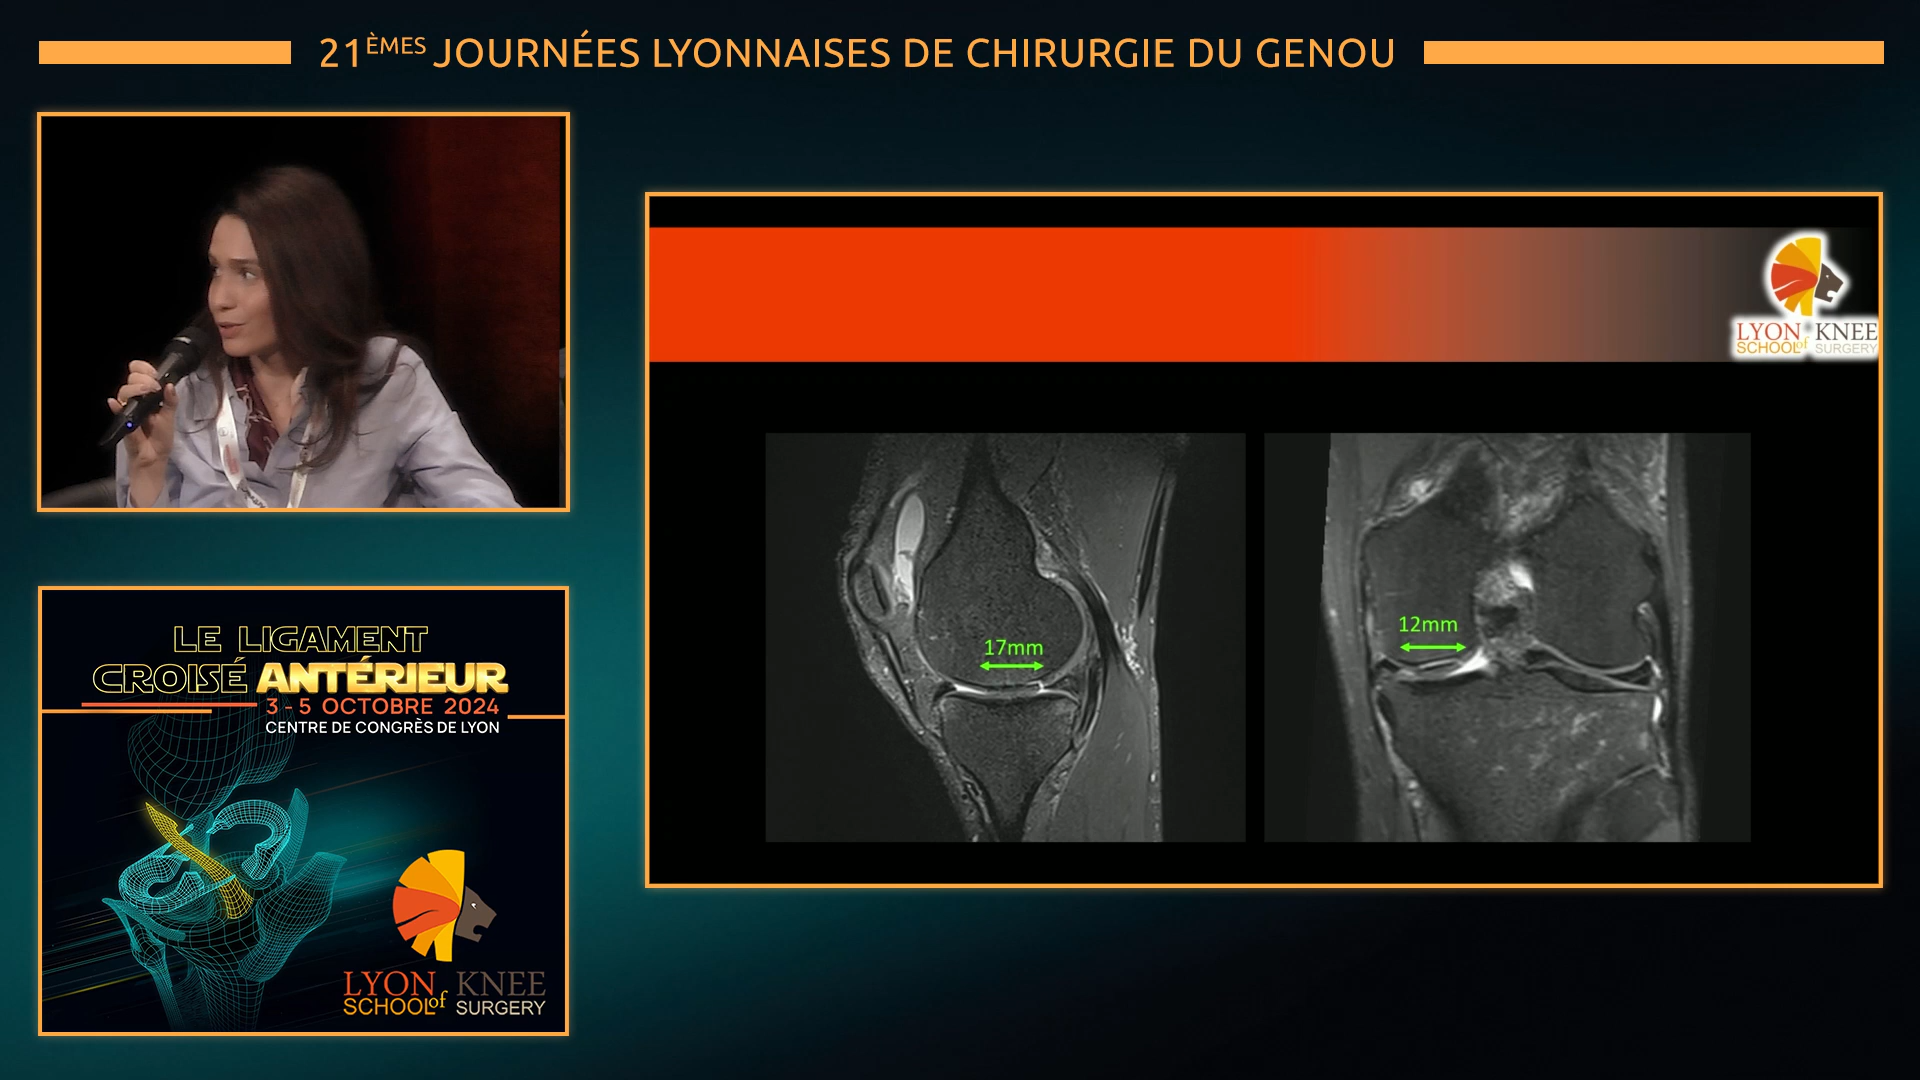 21ÈMES JOURNÉES LYONNAISES DE CHIRURGIE DU GENOU
LYON KNEE
SCHOOL of SURGERY
17mm
12mm
LE LIGAMENT
CROISÉ ANTÉRIEUR
3 - 5 OCTOBRE 2024
CENTRE DE CONGRÈS DE LYON
LYON KNEE
SCHOOL of SURGERY